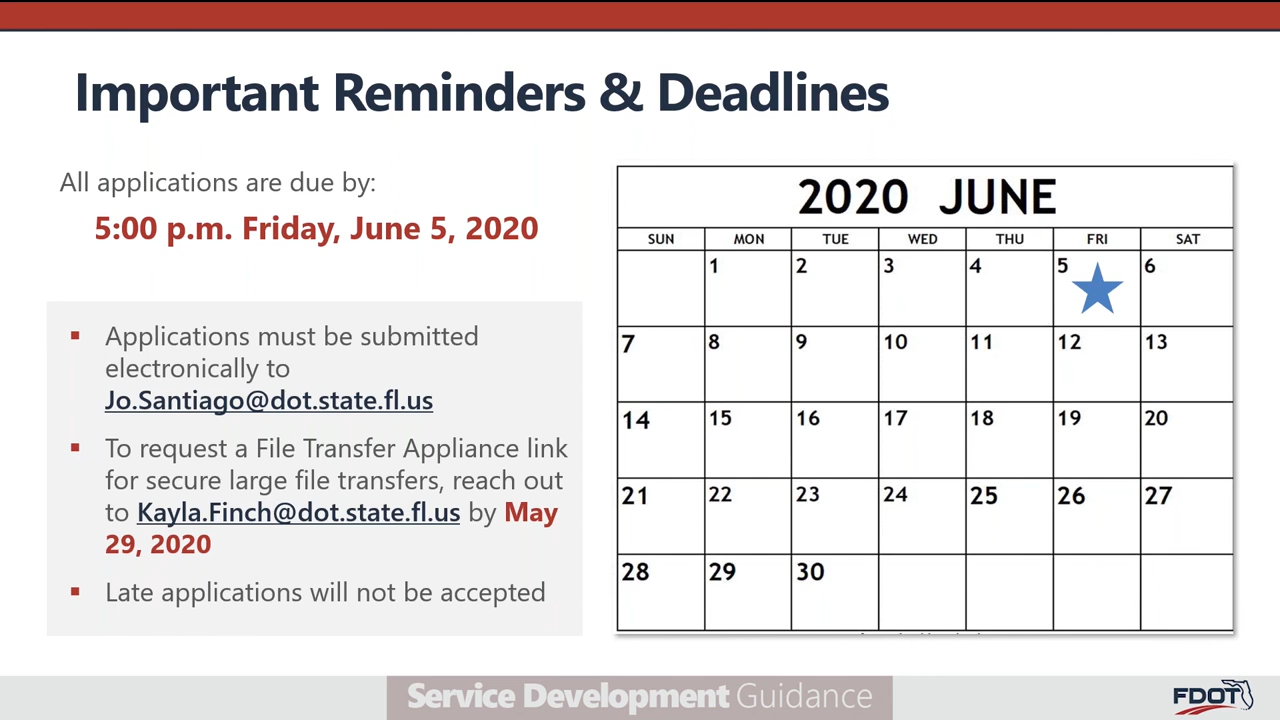 Important Reminders & Deadlines
All applications are due by:
5:00 p.m. Friday, June 5, 2020
Applications must be submitted
electronically to
Jo.Santiago@dot.state.fl.us
To request a File Transfer Appliance link
for secure large file transfers, reach out
to Kayla.Finch@dot.state.fl.us by May
29, 2020
Late applications will not be accepted
2020 JUNE
SUN MON TUE WED THU FRI SAT
1 2 3 4 5 6
7 8 9 10 11 12 13
14 15 16 17 18 19 20
21 22 23 24 25 26 27
28 29 30
Service Development Guidance
FDOT